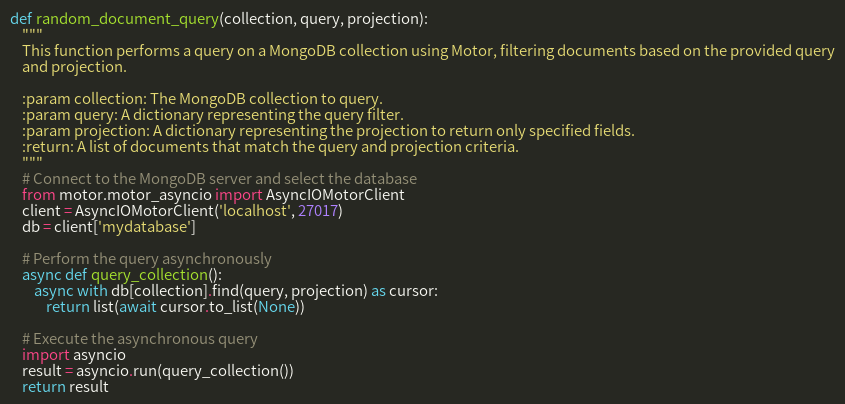 def random_document_query(collection, query, projection):
    """
    This function performs a query on a MongoDB collection using Motor, filtering documents based on the provided query
    and projection.

    :param collection: The MongoDB collection to query.
    :param query: A dictionary representing the query filter.
    :param projection: A dictionary representing the projection to return only specified fields.
    :return: A list of documents that match the query and projection criteria.
    """
    # Connect to the MongoDB server and select the database
    from motor.motor_asyncio import AsyncIOMotorClient
    client = AsyncIOMotorClient('localhost', 27017)
    db = client['mydatabase']

    # Perform the query asynchronously
    async def query_collection():
        async with db[collection].find(query, projection) as cursor:
            return list(await cursor.to_list(None))

    # Execute the asynchronous query
    import asyncio
    result = asyncio.run(query_collection())
    return result